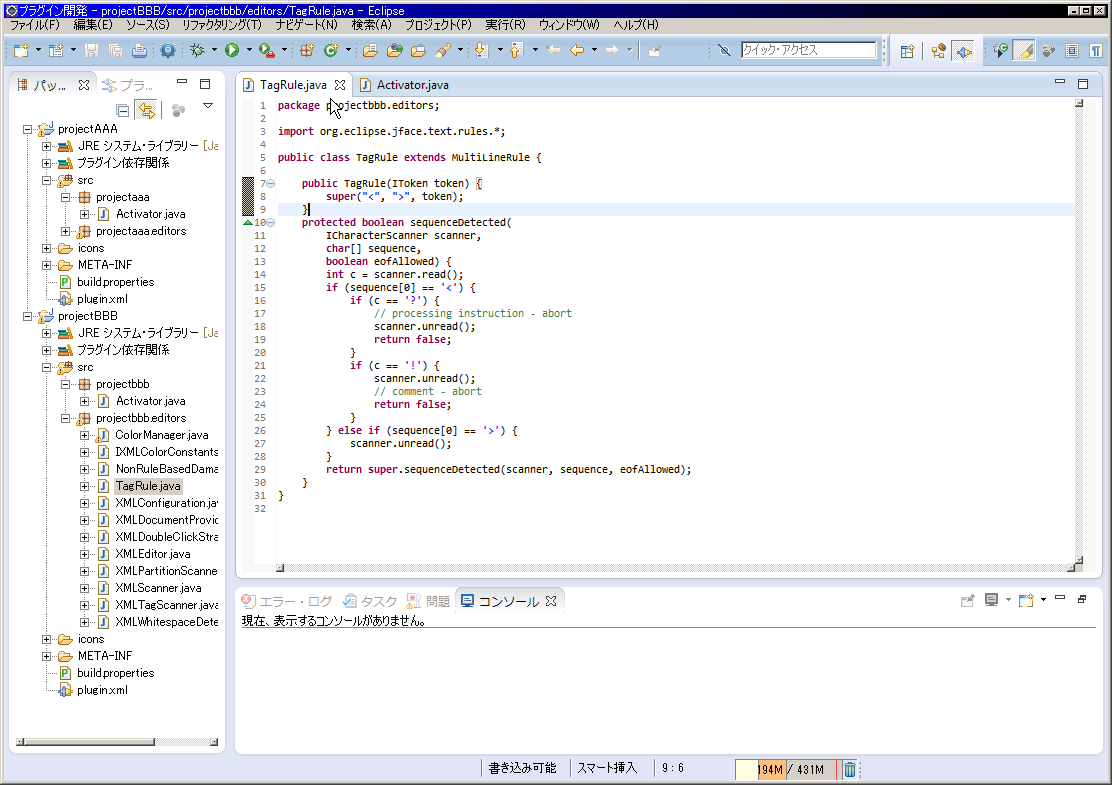 プラグイン開発 - projectBBB/src/projectbbb/editors/TagRule.java - Eclipse
ファイル(F) 編集(E) ソース(S) リファクタリング(T) ナビゲート(N) 検索(A) プロジェクト(P) 実行(R) ウィンドウ(W) ヘルプ(H)
クイック・アクセス
パッ... プラ...
projectAAA
JRE システム・ライブラリー [Ja
プラグイン依存関係
src
projectaaa
Activator.java
projectaaa.editors
icons
META-INF
build.properties
plugin.xml
projectBBB
JRE システム・ライブラリー [Ja
プラグイン依存関係
src
projectbbb
Activator.java
projectbbb.editors
ColorManager.java
IXMLColorConstants
NonRuleBasedDama
TagRule.java
XMLConfiguration.jav
XMLDocumentProvid
XMLDoubleClickStra
XMLEditor.java
XMLPartitionScanne
XMLScanner.java
XMLTagScanner.java
XMLWhitespaceDete
icons
META-INF
build.properties
plugin.xml
TagRule.java Activator.java
1 package projectbbb.editors;
2
3 import org.eclipse.jface.text.rules.*;
4
5 public class TagRule extends MultiLineRule {
6
7 public TagRule(IToken token) {
8 super("<", ">", token);
9 }
10 protected boolean sequenceDetected(
11 ICharacterScanner scanner,
12 char[] sequence,
13 boolean eofAllowed) {
14 int c = scanner.read();
15 if (sequence[0] == '<') {
16 if (c == '?') {
17 // processing instruction - abort
18 scanner.unread();
19 return false;
20 }
21 if (c == '!') {
22 scanner.unread();
23 // comment - abort
24 return false;
25 }
26 } else if (sequence[0] == '>') {
27 scanner.unread();
28 }
29 return super.sequenceDetected(scanner, sequence, eofAllowed);
30 }
31 }
32
エラー・ログ タスク 問題 コンソール
現在、表示するコンソールがありません。
書き込み可能 スマート挿入 9 : 6 194M / 431M